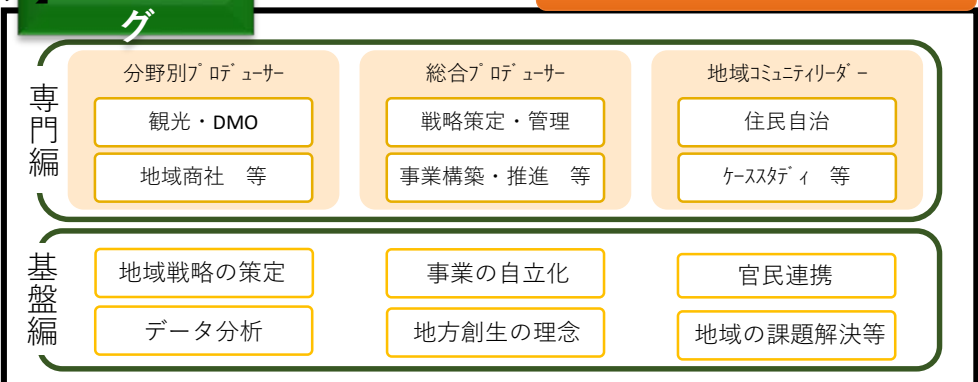 グ
専門編
分野別ﾌﾟﾛﾃﾞｭｰｻｰ
観光・DMO
地域商社　等
総合ﾌﾟﾛﾃﾞｭｰｻｰ
戦略策定・管理
事業構築・推進　等
地域ｺﾐｭﾆﾃｨﾘｰﾀﾞｰ
住民自治
ｹｰｽｽﾀﾃﾞｨ　等
基盤編
地域戦略の策定
事業の自立化
官民連携
データ分析
地方創生の理念
地域の課題解決等